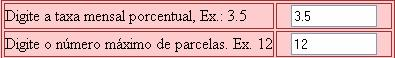 Digite a taxa mensal porcentual, Ex.: 3.5 3.5
Digite o número máximo de parcelas. Ex. 12 12